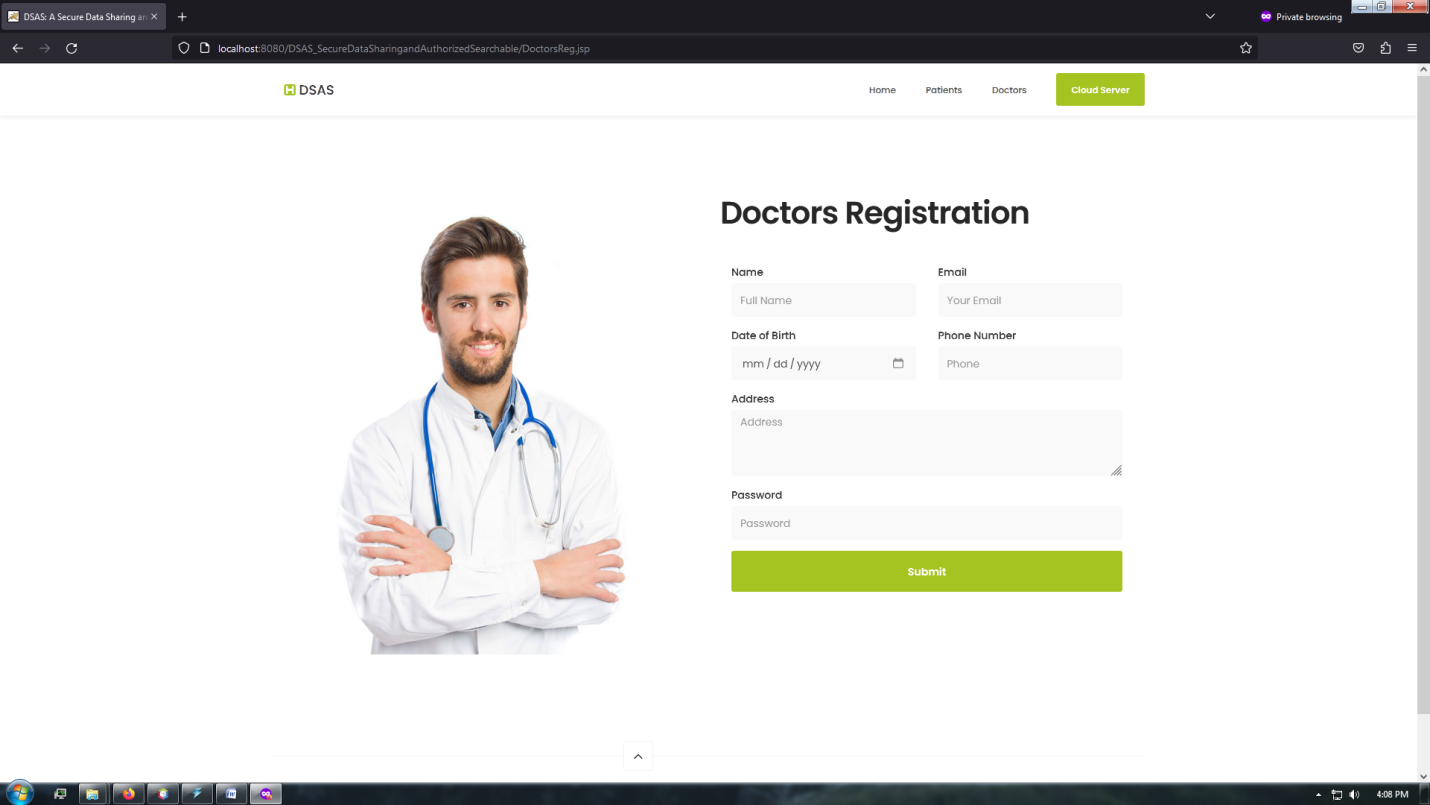 DSAS: A Secure Data Sharing an
Private browsing
localhost:8080/DSAS_SecureDataSharingandAuthorizedSearchable/DoctorsReg.jsp
DSAS
Home
Patients
Doctors
Cloud Server
Doctors Registration
Name
Email
Full Name
Your Email
Date of Birth
Phone Number
mm / dd / yyyy
Phone
Address
Address
Password
Password
Submit
4:08 PM